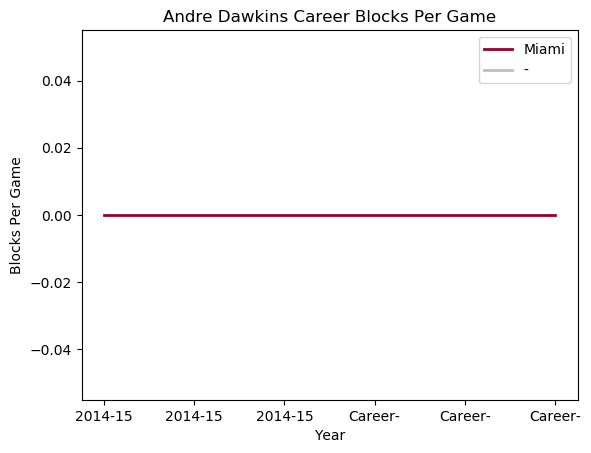 Andre Dawkins Career Blocks Per Game
Miami
-
0.04
0.02
0.00
−0.02
−0.04
Blocks Per Game
2014-15 2014-15 2014-15 Career- Career- Career-
Year